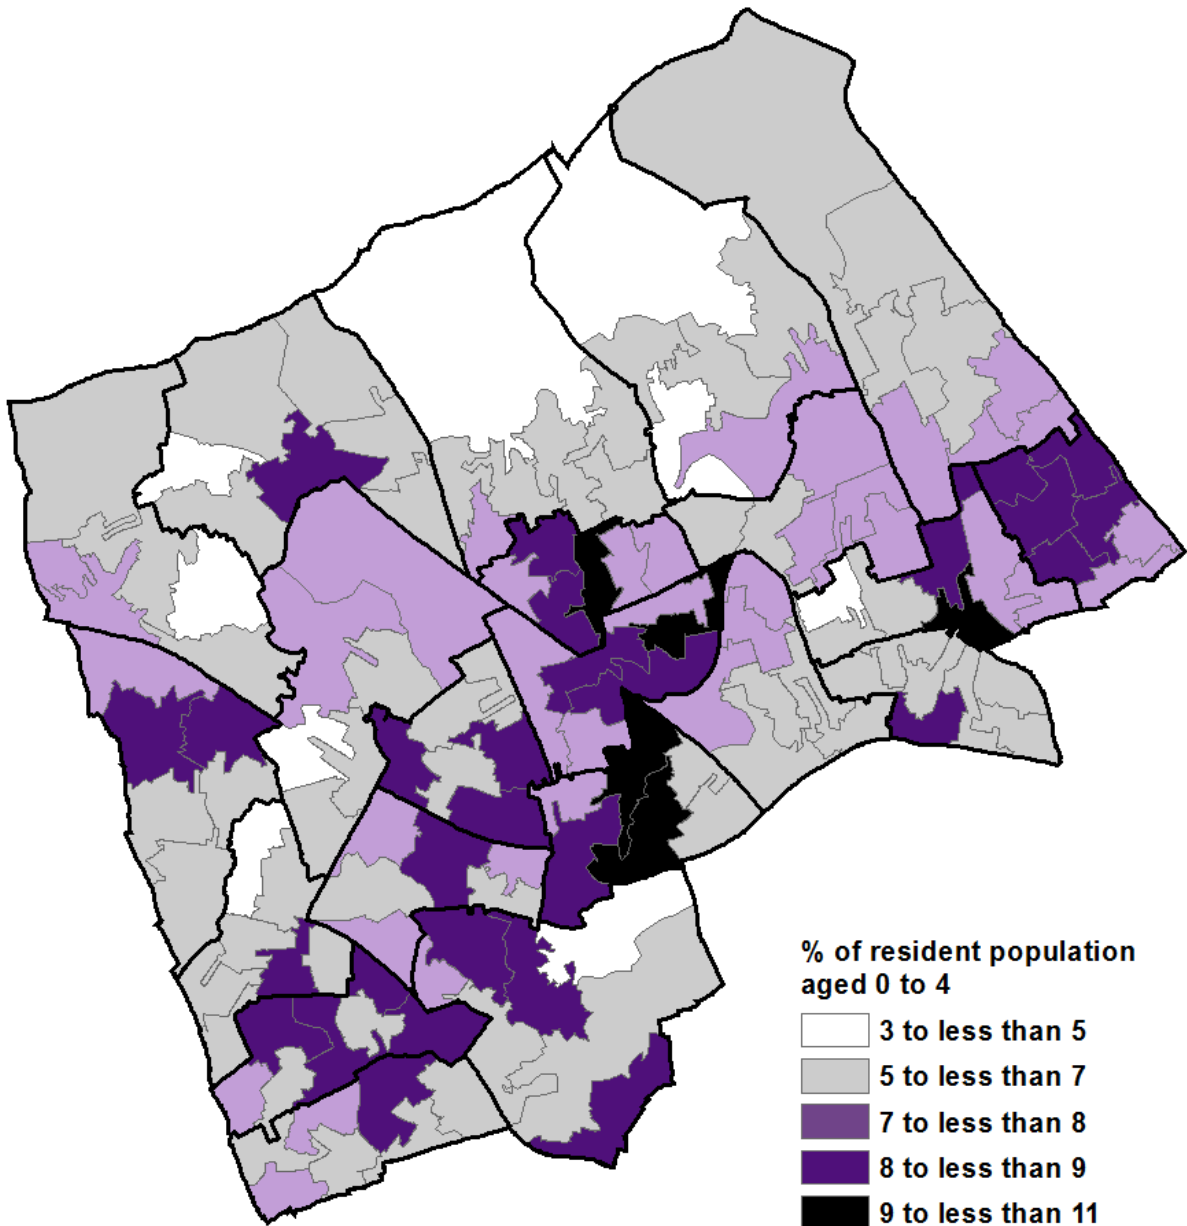 % of resident population
aged 0 to 4
3 to less than 5
5 to less than 7
7 to less than 8
8 to less than 9
9 to less than 11